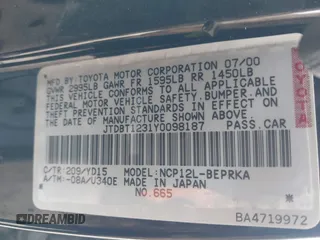 MFD. BY TOYOTA MOTOR CORPORATION 07/00
GVWR 2995LB GAWR FR 1595LB RR 1450LB
THIS VEHICLE CONFORMS TO ALL APPLICABLE
FEDERAL MOTOR VEHICLE SAFETY, BUMPER, AND
THEFT PREVENTION STANDARDS IN EFFECT ON
THE DATE OF MANUFACTURE SHOWN ABOVE.
JTDBT1231Y0098187 PASS.CAR
C/TR:209/YD15 MODEL:NCP12L-BEPRKA
A/TM:-08A/U340E MADE IN JAPAN
NO.665
BA4719972
TOYOTA
DREAMBID